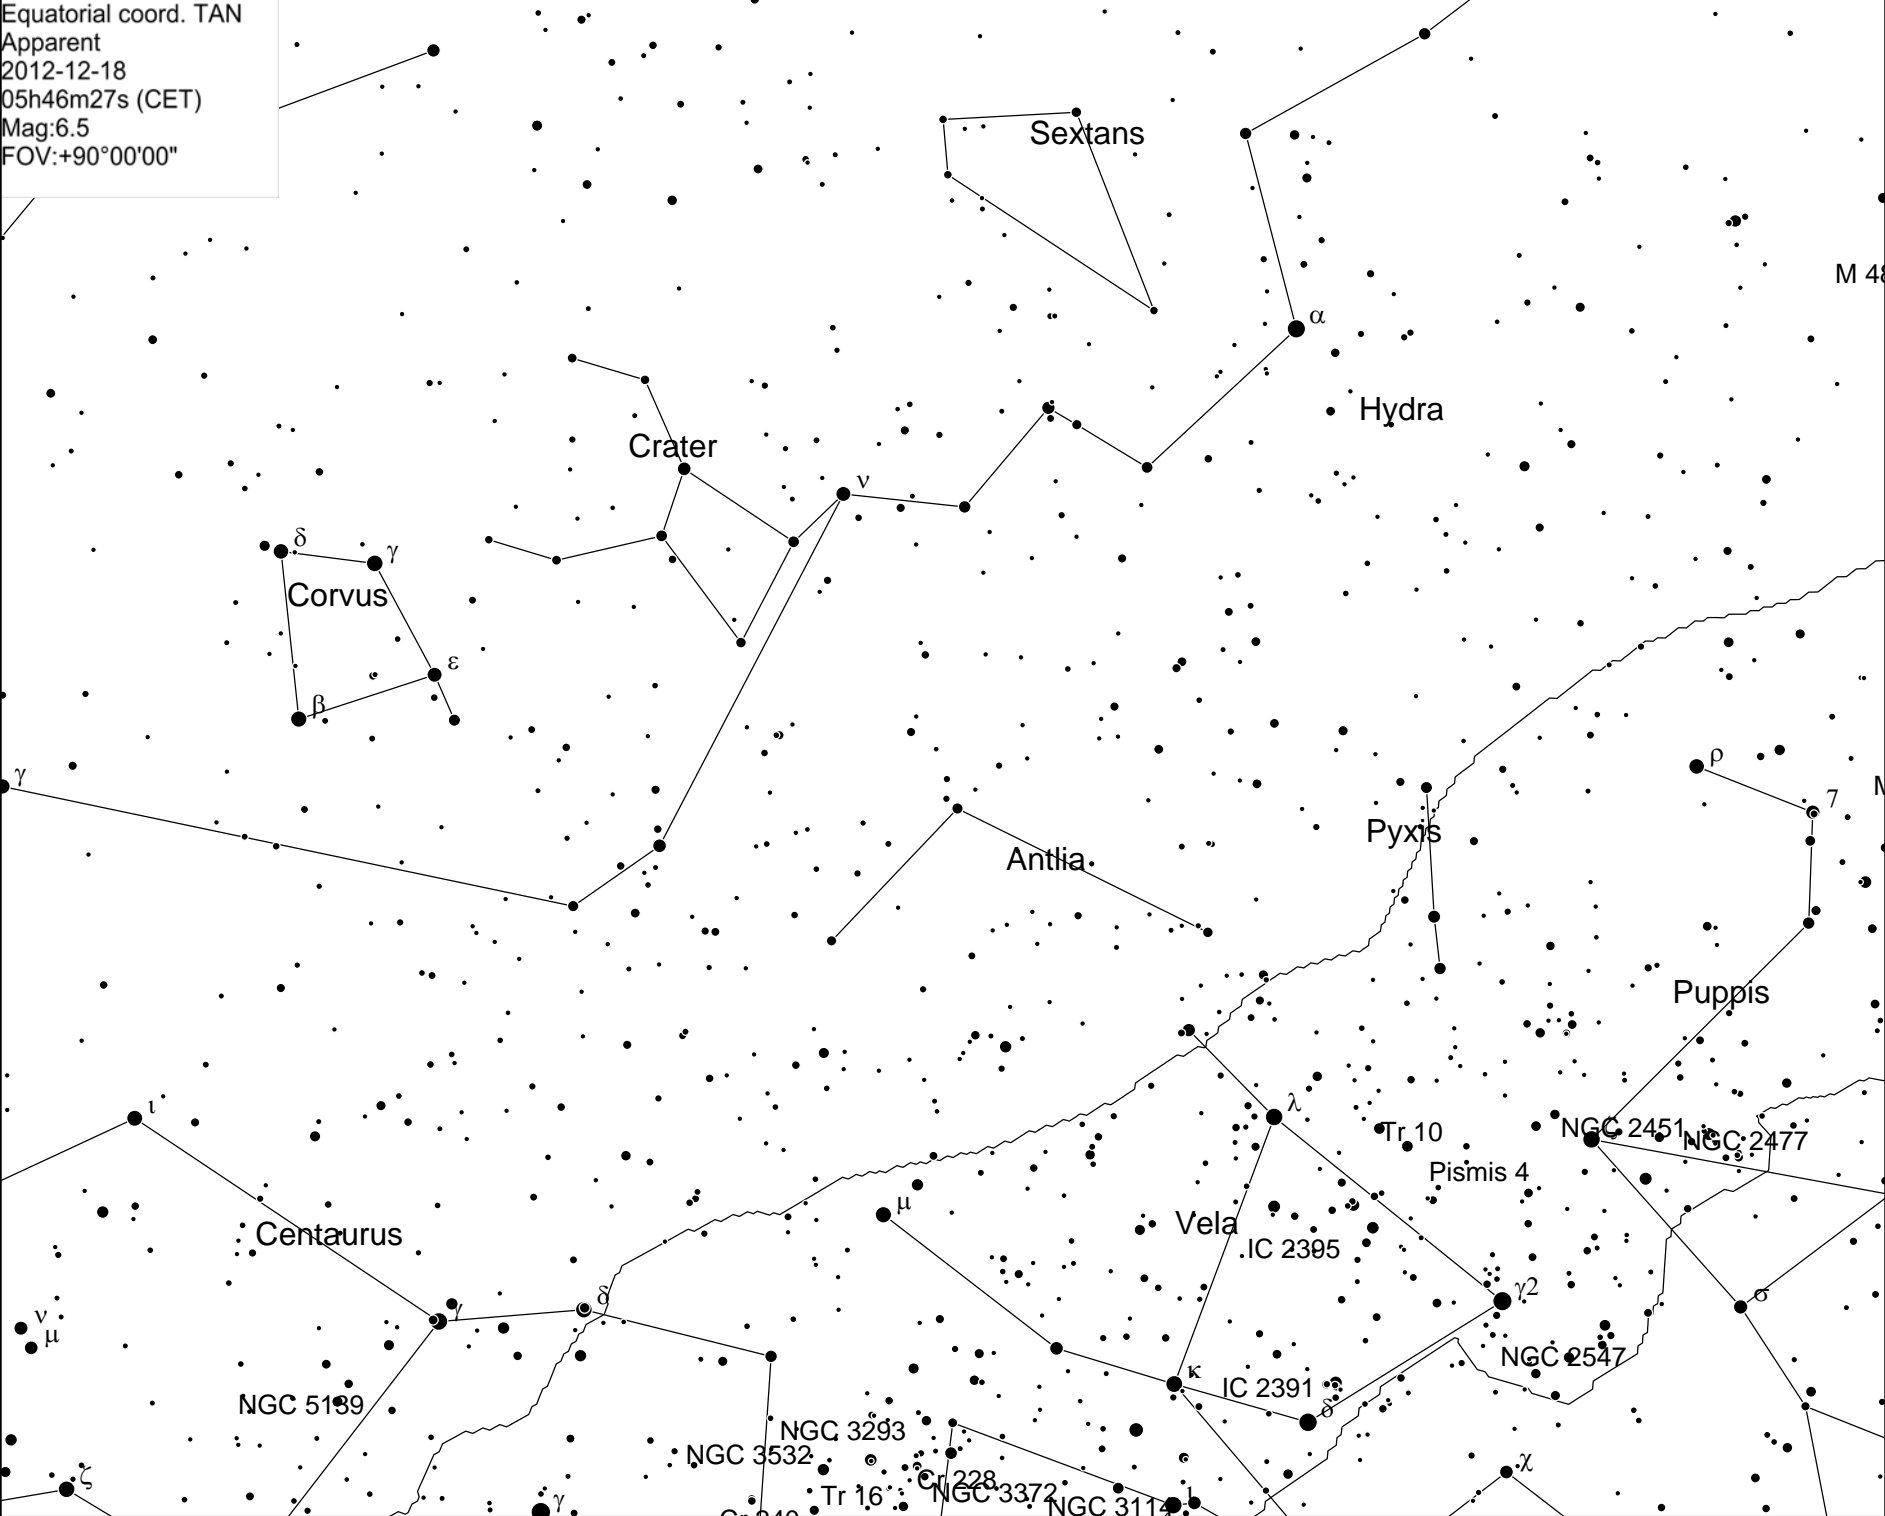 Equatorial coord. TAN
Apparent
2012-12-18
05h46m27s (CET)
Mag:6.5
FOV:+90°00'00"
Sextans
M 48
α
Hydra
Crater
ν
δ
γ
Corvus
ε
β
γ
ρ
7
Pyxis
Antlia
Puppis
ι
λ
Tr 10
NGC 2451
NGC 2477
Pismis 4
μ
Vela
Centaurus
IC 2395
γ2
σ
δ
γ
ν
μ
NGC 2547
κ
IC 2391
δ
NGC 5139
NGC 3293
NGC 3532
χ
ζ
Cr 228
NGC 3372
Tr 16
NGC 3114
ι
γ